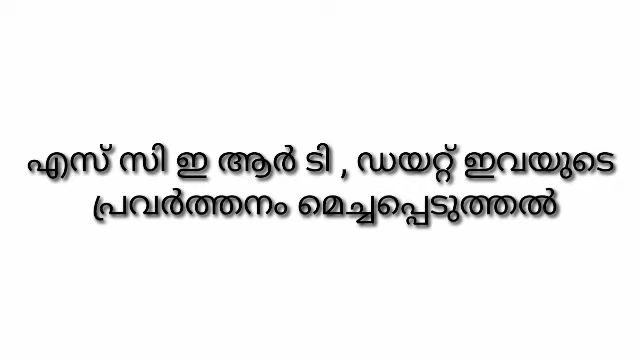 എസ് സി ഇ ആർ ടി , ഡയറ്റ് ഇവയുടെ
പ്രവർത്തനം മെച്ചപ്പെടുത്തൽ